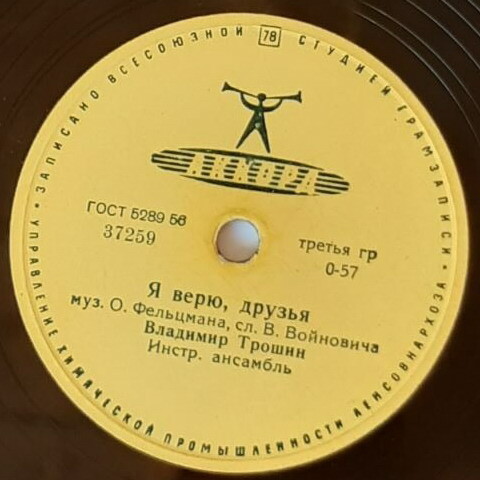 ЗАПИСАНО ВСЕСОЮЗНОЙ 78 СТУДИЕЙ ГРАМЗАПИСИ
АККОРД
ГОСТ 5289 56
37259
третья гр
0-57
Я верю, друзья
муз. О. Фельцмана, сл. В. Войновича
Владимир Трошин
Инстр. ансамбль
УПРАВЛЕНИЕ ХИМИЧЕСКОЙ ПРОМЫШЛЕННОСТИ ЛЕНСОВНАРХОЗА